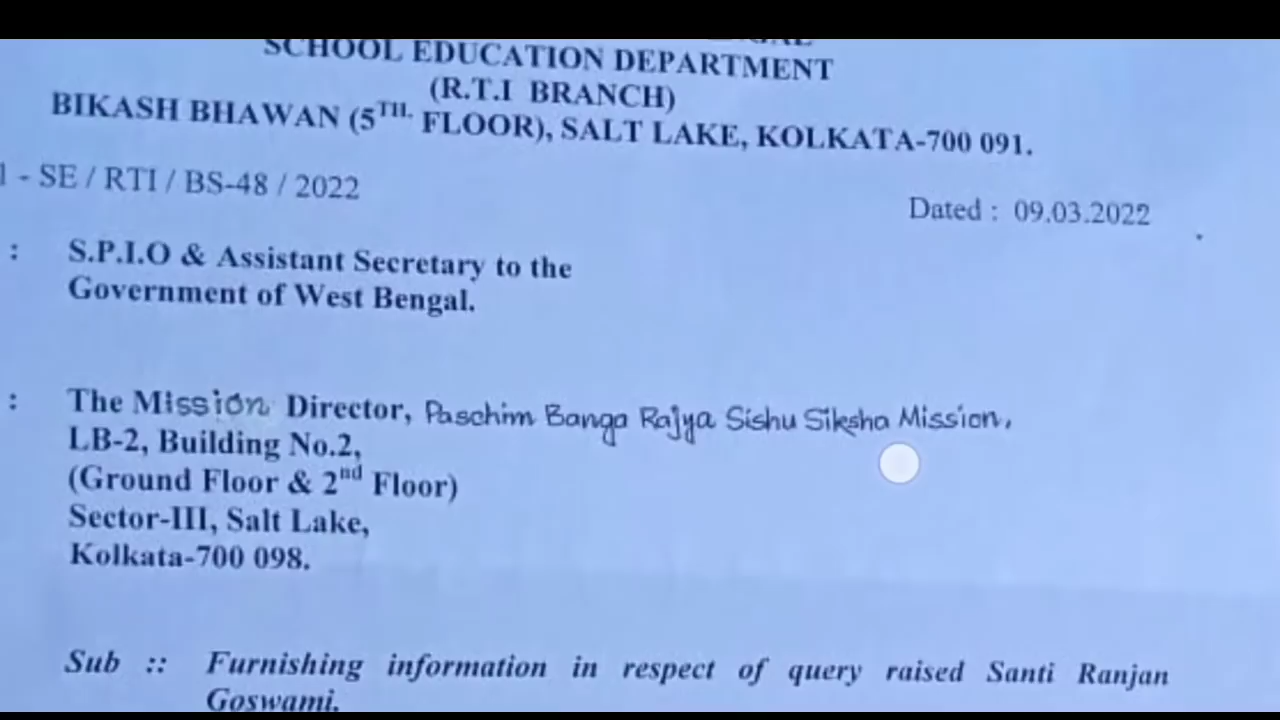 SCHOOL EDUCATION DEPARTMENT
(R.T.I BRANCH)
BIKASH BHAWAN (5TH. FLOOR), SALT LAKE, KOLKATA-700 091.
- SE / RTI / BS-48 / 2022
Dated : 09.03.2022
: S.P.I.O & Assistant Secretary to the
Government of West Bengal.
: The Mission Director, Paschim Banga Rajya Sishu Siksha Mission,
LB-2, Building No.2,
(Ground Floor & 2nd Floor)
Sector-III, Salt Lake,
Kolkata-700 098.
Sub :: Furnishing information in respect of query raised Santi Ranjan
Goswami.